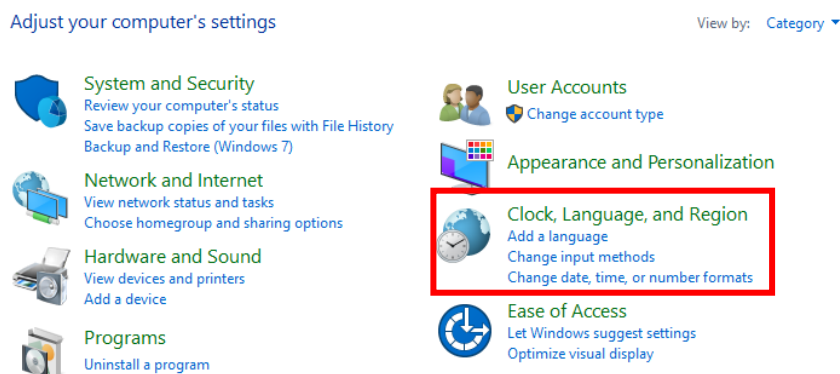 Adjust your computer's settings
View by: Category
System and Security
Review your computer's status
Save backup copies of your files with File History
Backup and Restore (Windows 7)
Network and Internet
View network status and tasks
Choose homegroup and sharing options
Hardware and Sound
View devices and printers
Add a device
Programs
Uninstall a program
User Accounts
Change account type
Appearance and Personalization
Clock, Language, and Region
Add a language
Change input methods
Change date, time, or number formats
Ease of Access
Let Windows suggest settings
Optimize visual display